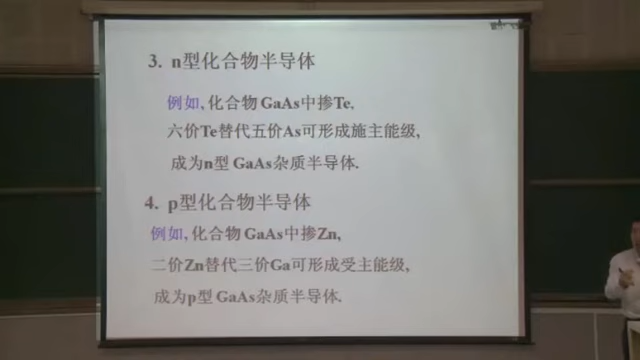 3. n型化合物半导体
例如,化合物 GaAs中掺Te,
六价Te替代五价As可形成施主能级,
成为n型 GaAs杂质半导体.
4. p型化合物半导体
例如,化合物 GaAs中掺Zn,
二价Zn替代三价Ga可形成受主能级,
成为p型 GaAs杂质半导体.